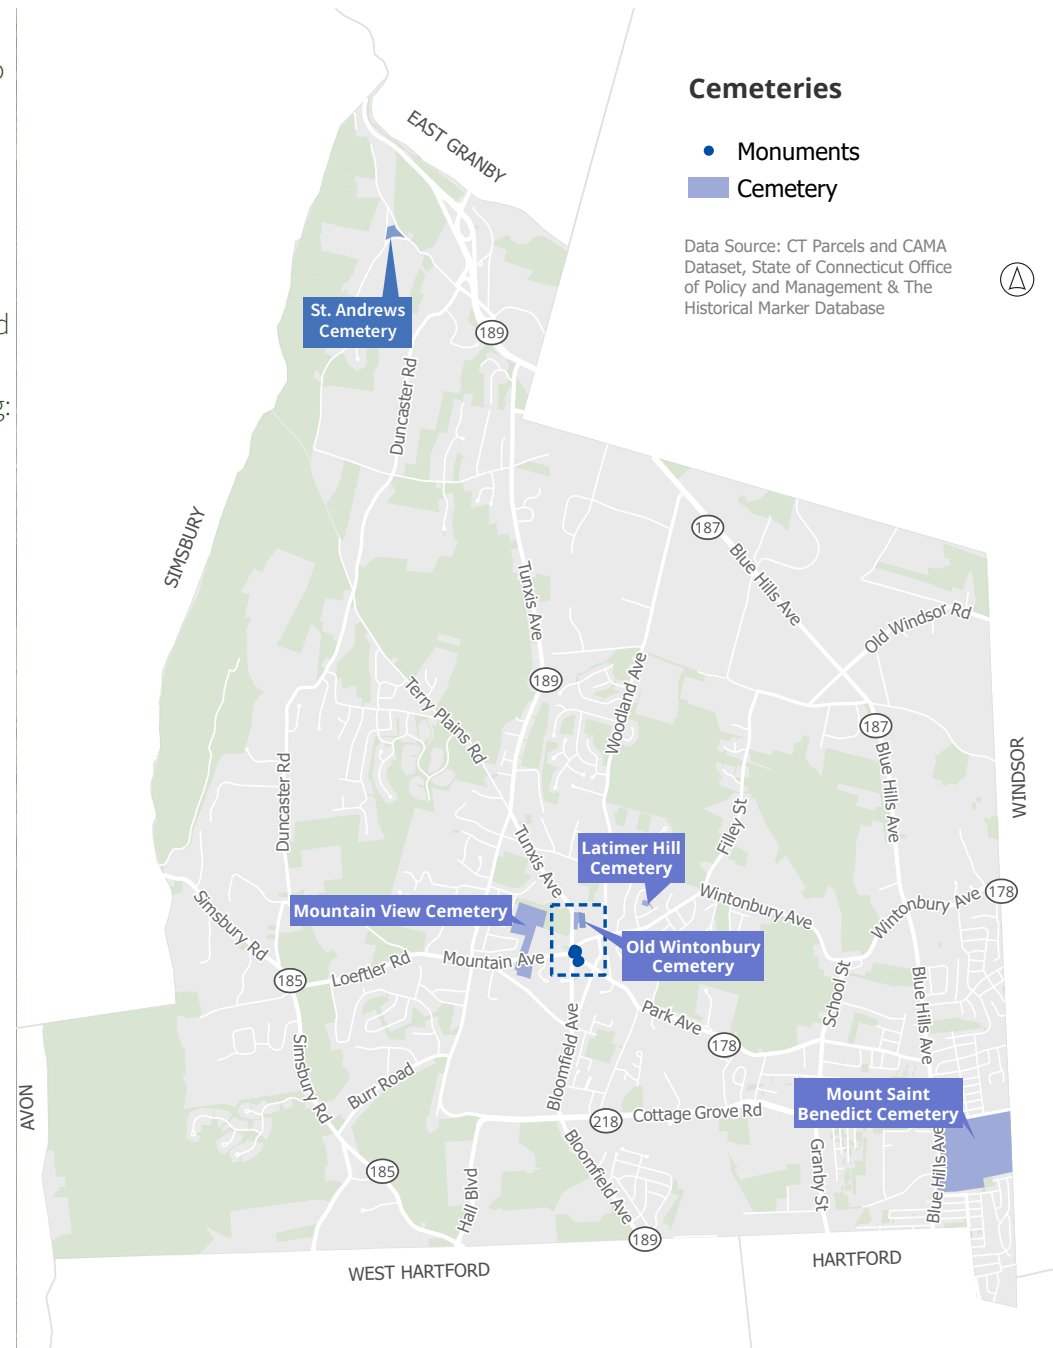 Cemeteries
Monuments
Cemetery
Data Source: CT Parcels and CAMA
Dataset, State of Connecticut Office
of Policy and Management & The
Historical Marker Database
EAST GRANBY
St. Andrews
Cemetery
189
Duncaster Rd
SIMSBURY
187
Blue Hills Ave
Tunxis Ave
Old Windsor Rd
189
Woodland Ave
Terry Plains Rd
187
Blue Hills Ave
WINDSOR
Duncaster Rd
Filley St
Tunxis Ave
Latimer Hill
Cemetery
Wintonbury Ave
Wintonbury Ave
178
Mountain View Cemetery
Simsbury Rd
Old Wintonbury
Cemetery
Mountain Ave
Loeftler Rd
185
School St
Blue Hills Ave
Park Ave
178
Bloomfield Ave
Simsbury Rd
Burr Road
AVON
Mount Saint
Benedict Cemetery
218
Cottage Grove Rd
Bloomfield Ave
Granby St
Blue Hills Ave
185
Hall Blvd
189
WEST HARTFORD
HARTFORD
d
g: